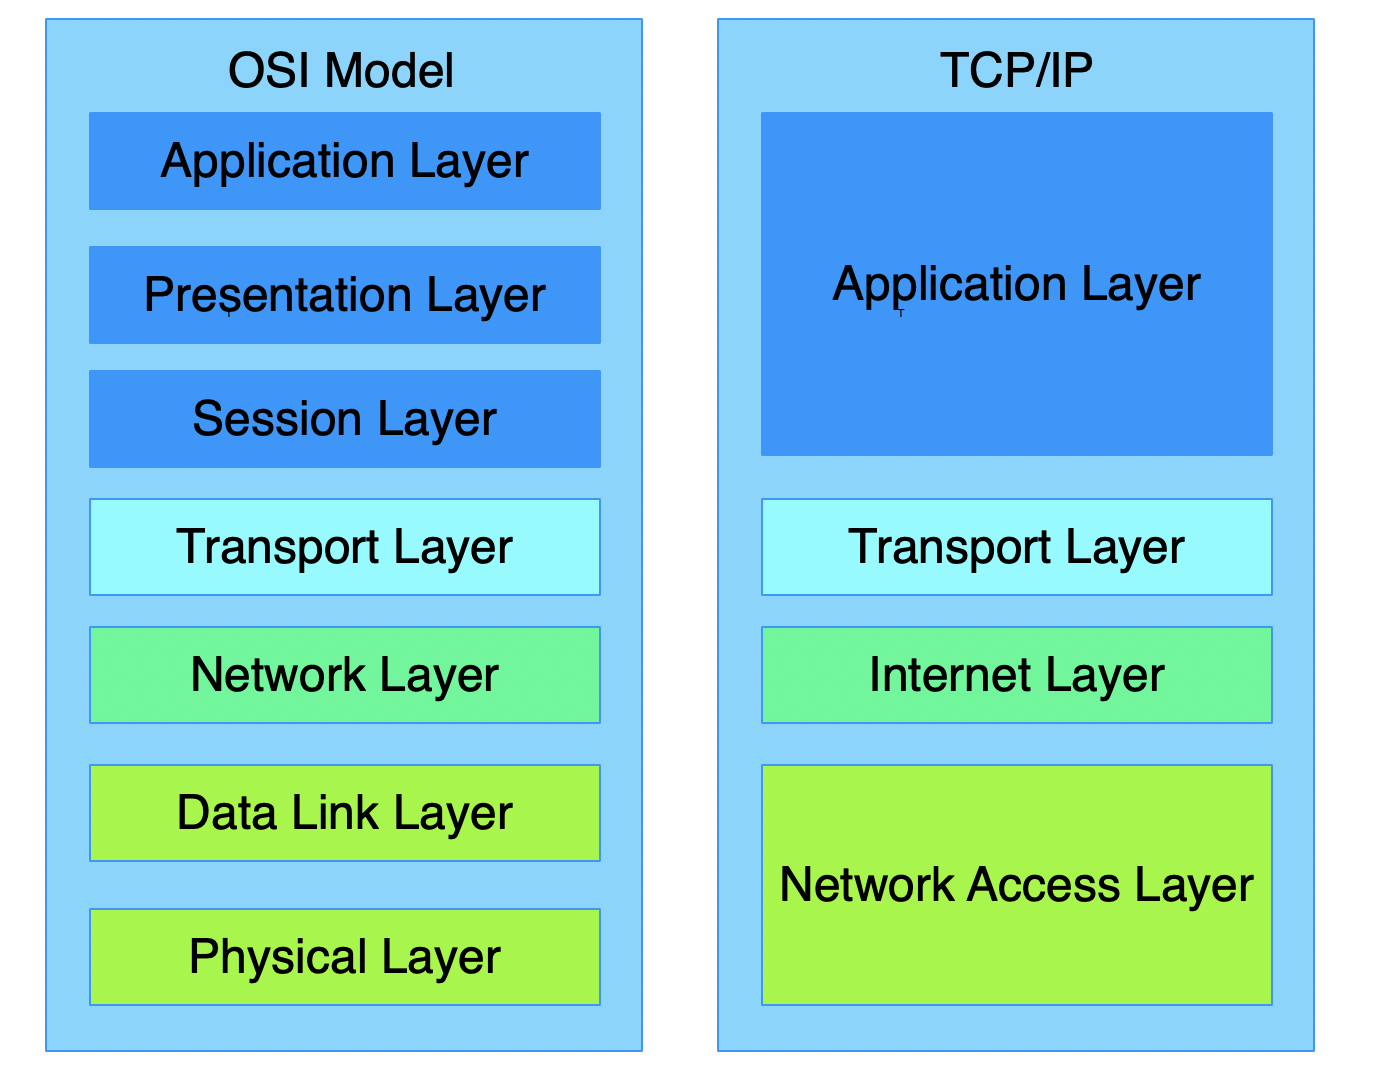 OSI Model
Application Layer
Presentation Layer
Session Layer
Transport Layer
Network Layer
Data Link Layer
Physical Layer
TCP/IP
Application Layer
T
Transport Layer
Internet Layer
Network Access Layer